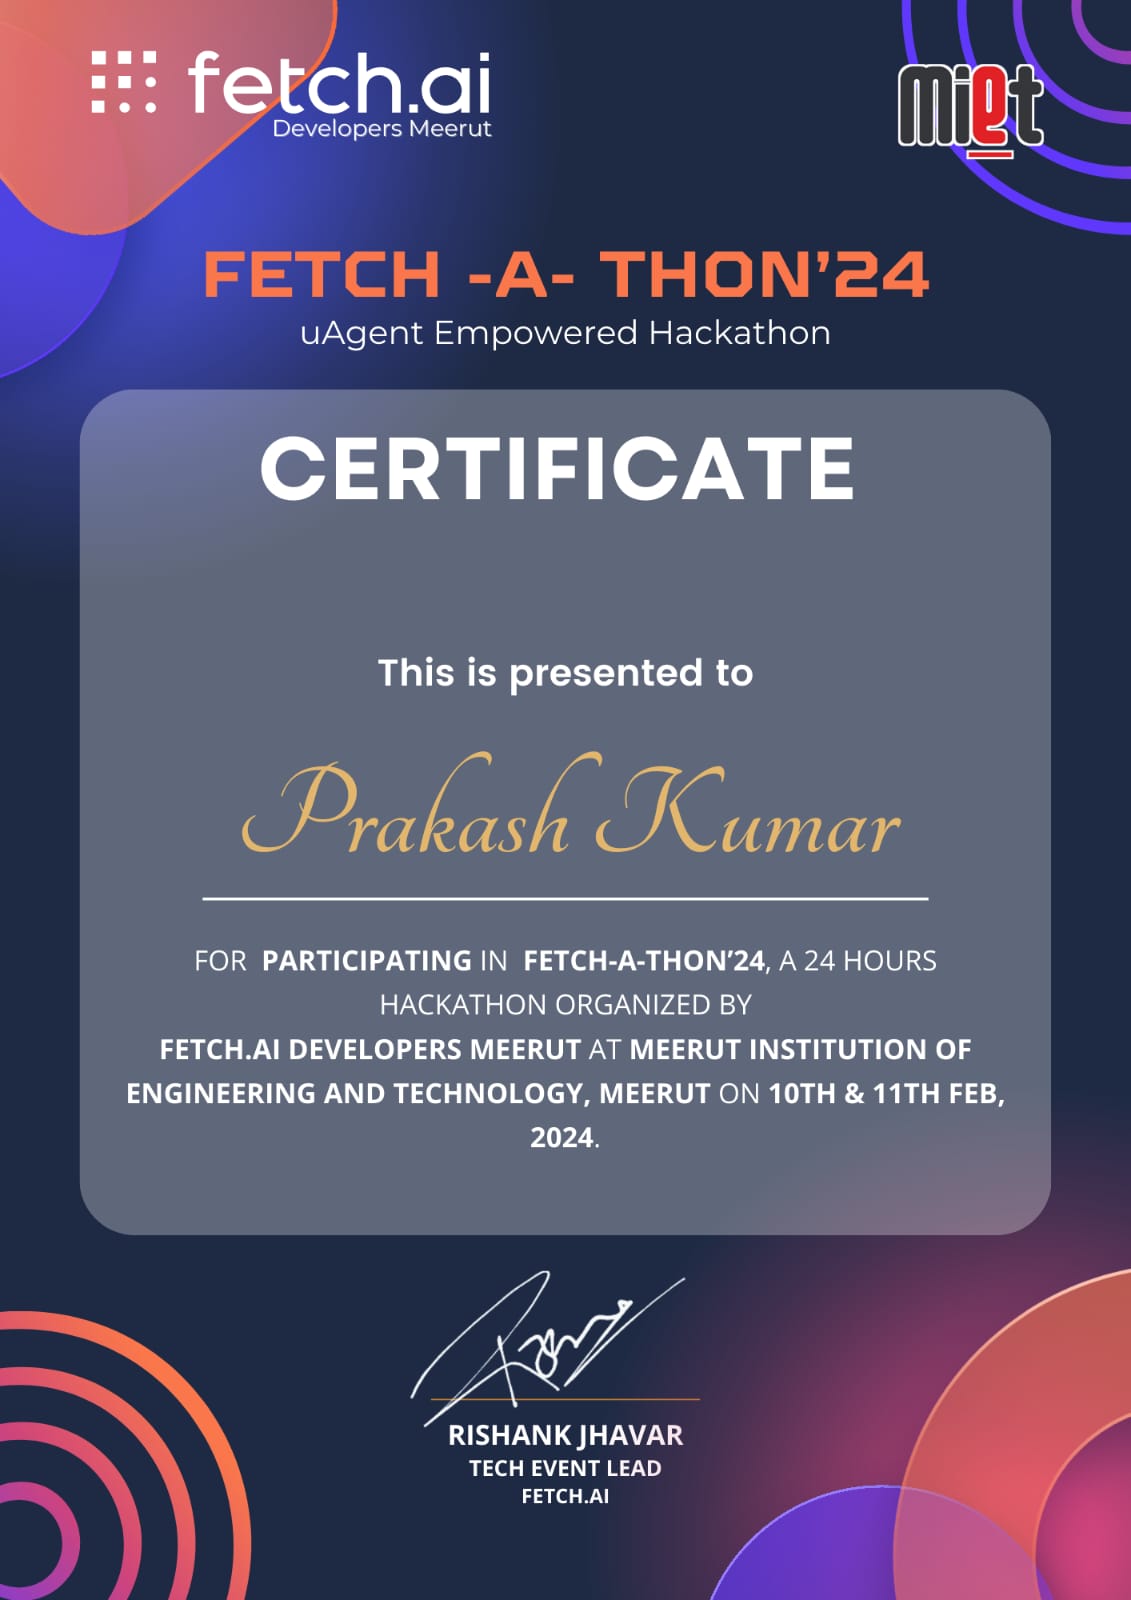 fetch.ai
Developers Meerut
miet
FETCH -A- THON'24
uAgent Empowered Hackathon
CERTIFICATE
This is presented to
Prakash Kumar
FOR PARTICIPATING IN FETCH-A-THON'24, A 24 HOURS
HACKATHON ORGANIZED BY
FETCH.AI DEVELOPERS MEERUT AT MEERUT INSTITUTION OF
ENGINEERING AND TECHNOLOGY, MEERUT ON 10TH & 11TH FEB,
2024.
RISHANK JHAVAR
TECH EVENT LEAD
FETCH.AI